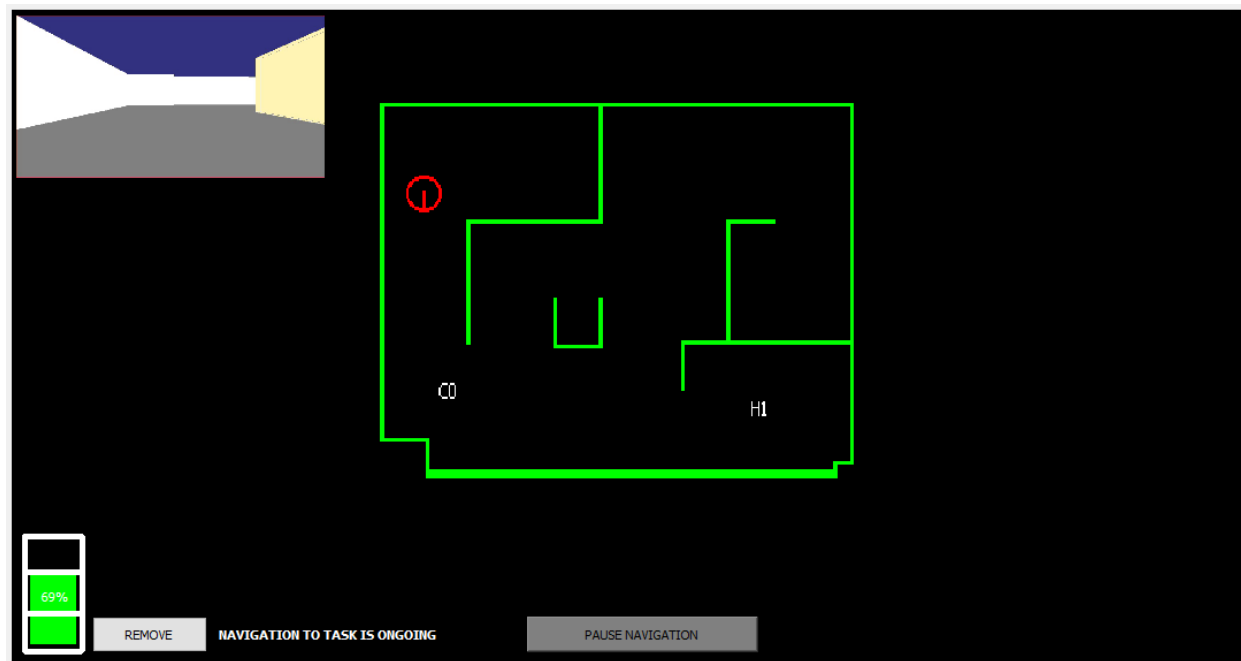 C0
H1
69%
REMOVE
NAVIGATION TO TASK IS ONGOING
PAUSE NAVIGATION